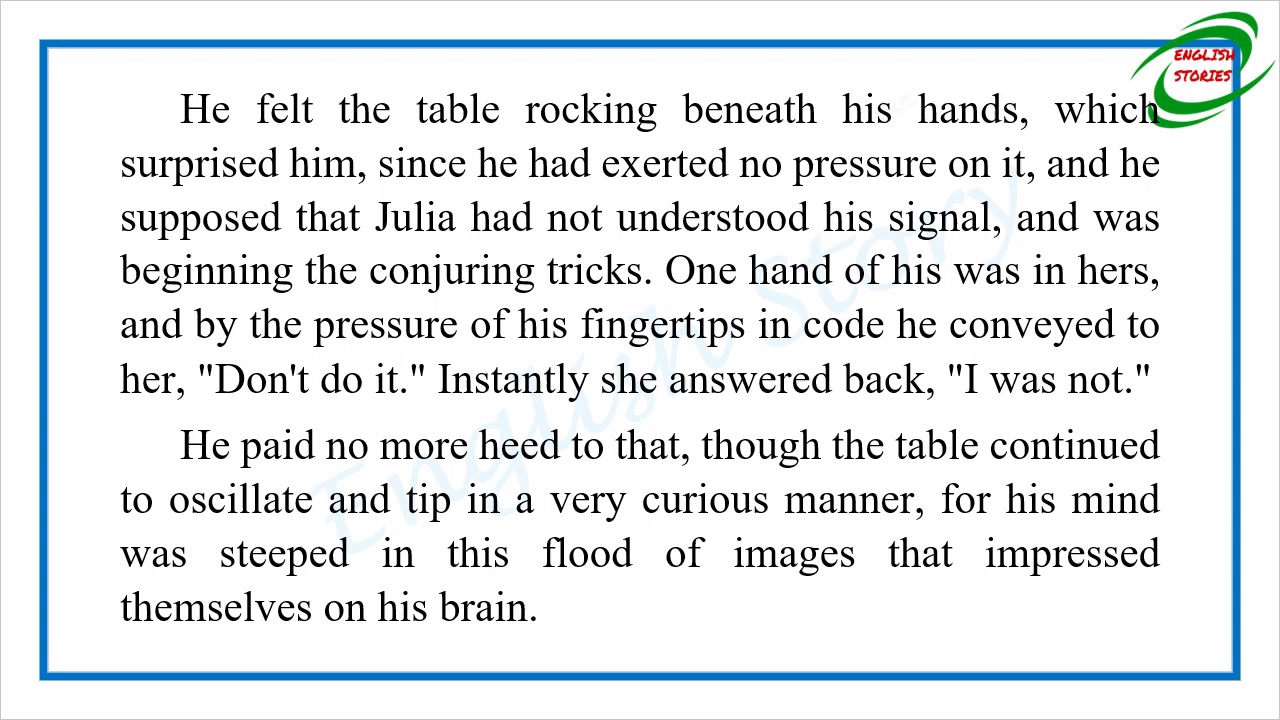 ENGLISH
STORIES
He felt the table rocking beneath his hands, which
surprised him, since he had exerted no pressure on it, and he
supposed that Julia had not understood his signal, and was
beginning the conjuring tricks. One hand of his was in hers,
and by the pressure of his fingertips in code he conveyed to
her, "Don't do it." Instantly she answered back, "I was not."
He paid no more heed to that, though the table continued
to oscillate and tip in a very curious manner, for his mind
was steeped in this flood of images that impressed
themselves on his brain.
English Story